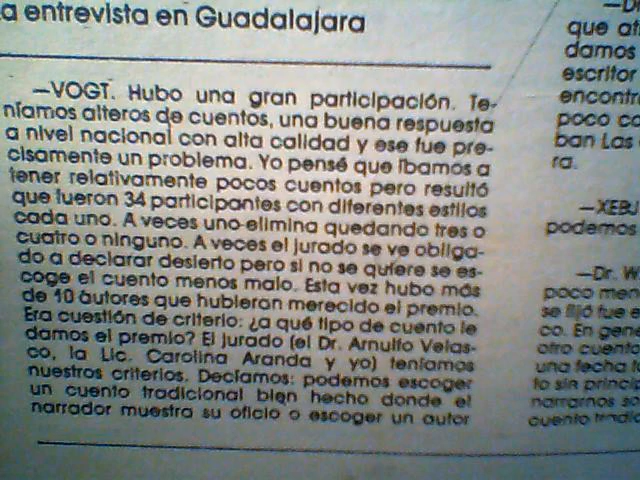 a entrevista en Guadalajara
—VOGT. Hubo una gran participación. Te-
níamos alteros de cuentos, una buena respuesta
a nivel nacional con alta calidad y ese fue pre-
cisamente un problema. Yo pensé que íbamos a
tener relativamente pocos cuentos pero resultó
que fueron 34 participantes con diferentes estilos
cada uno. A veces uno elimina quedando tres o
cuatro o ninguno. A veces el jurado se ve obliga-
do a declarar desierto pero si no se quiere se es-
coge el cuento menos malo. Esta vez hubo más
de 10 autores que hubieran merecido el premio.
Era cuestión de criterio: ¿a qué tipo de cuento le
damos el premio? El jurado (el Dr. Arnulfo Velas-
co, la Lic. Carolina Aranda y yo) teníamos
nuestros criterios. Decíamos: podemos escoger
un cuento tradicional bien hecho donde el
narrador muestra su oficio o escoger un autor
que
damos
escritor
encontr
poco
ban Las
ra.
—XEBJ
podemos
—Dr. W
poco
se fijó fue e
co. En gene
otro cuento
una fecha
to sin princi
narrarnos so
cuento